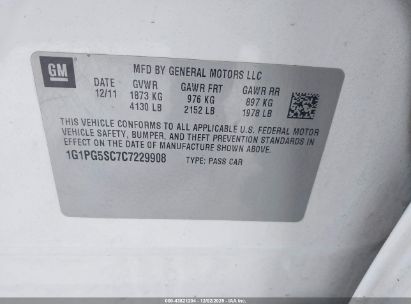 GM
MFD BY GENERAL MOTORS LLC
DATE GVWR GAWR FRT GAWR RR
12/11 1873 KG 976 KG 897 KG
4130 LB 2152 LB 1978 LB
THIS VEHICLE CONFORMS TO ALL APPLICABLE U.S. FEDERAL MOTOR
VEHICLE SAFETY, BUMPER, AND THEFT PREVENTION STANDARDS IN
EFFECT ON THE DATE OF MANUFACTURE SHOWN ABOVE.
1G1PG5SC7C7229908 TYPE: PASS CAR